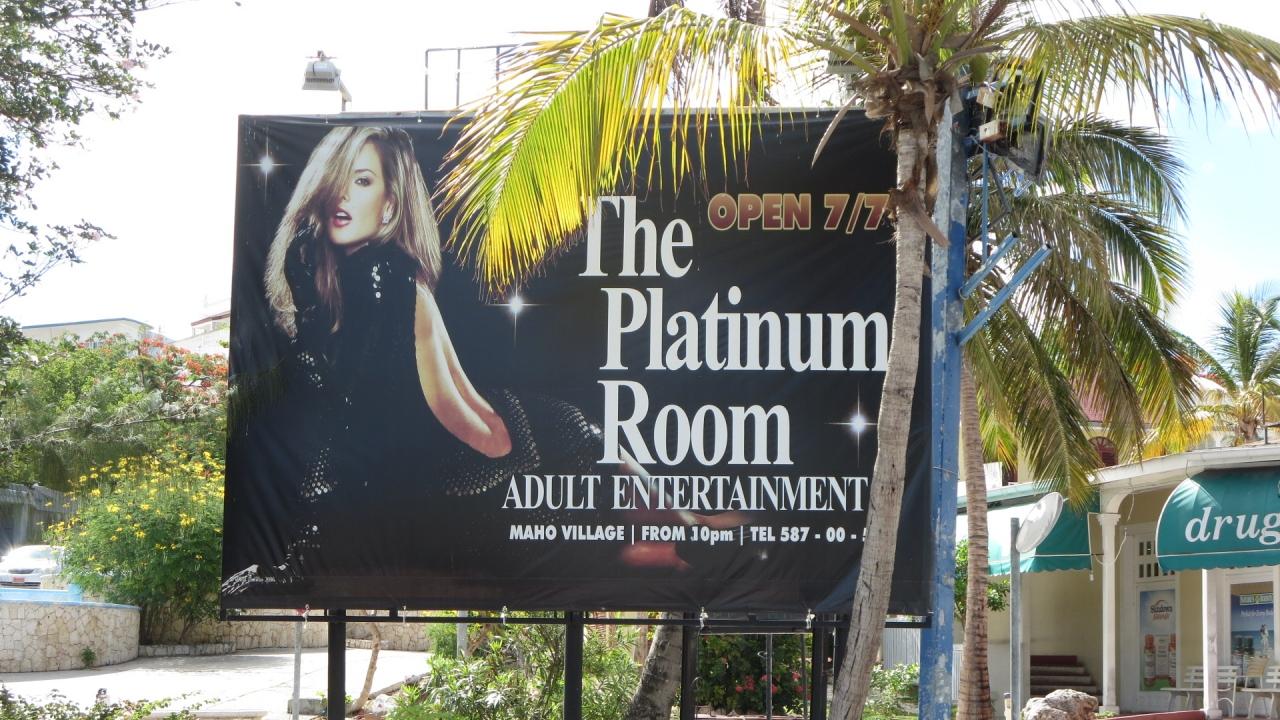 OPEN 7/7
The
Platinum
Room
ADULT ENTERTAINMENT
MAHO VILLAGE | FROM 10pm | TEL 587 - 00 -
drug